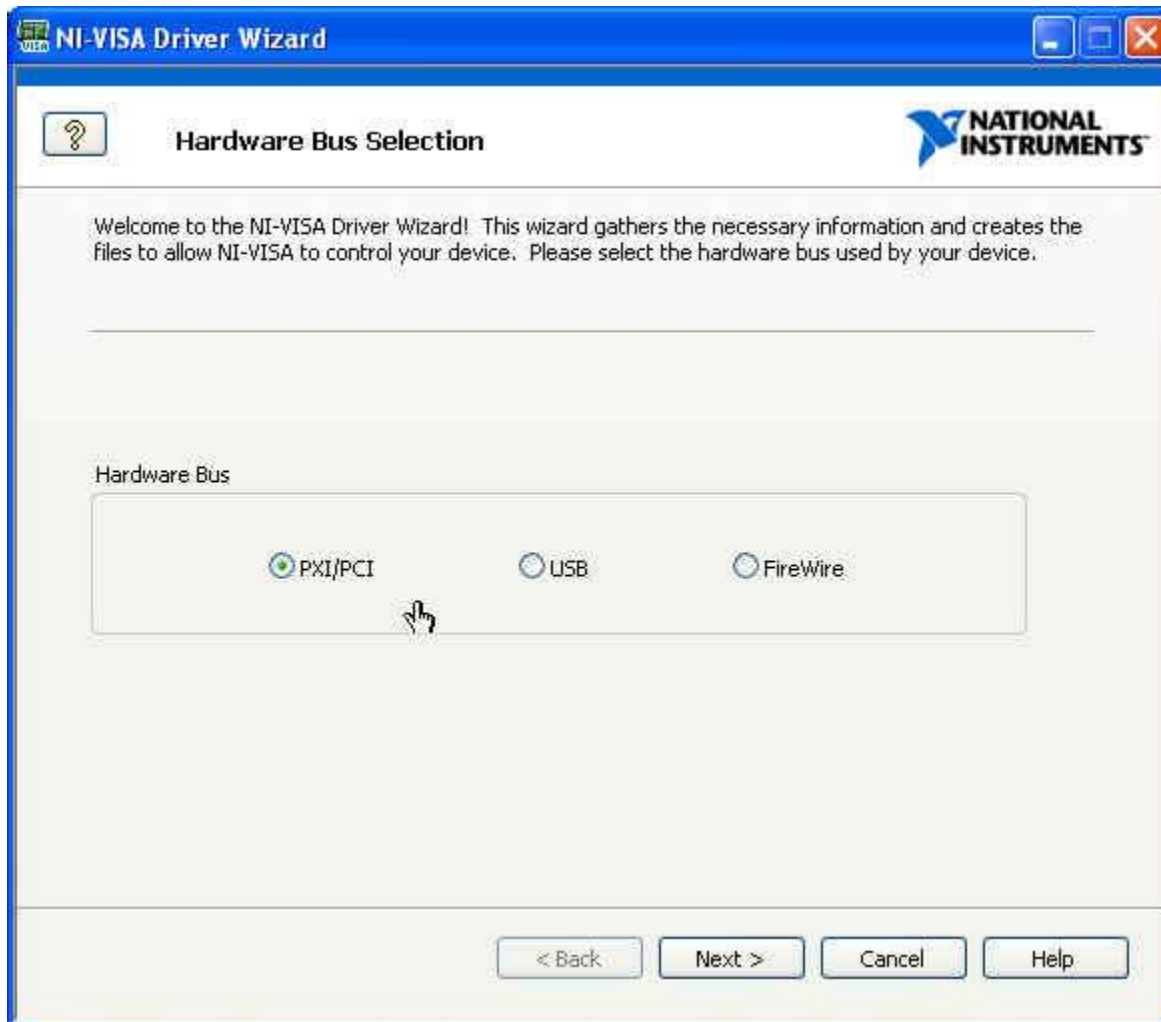 NI-VISA Driver Wizard
Hardware Bus Selection
NATIONAL
INSTRUMENTS
Welcome to the NI-VISA Driver Wizard! This wizard gathers the necessary information and creates the
files to allow NI-VISA to control your device. Please select the hardware bus used by your device.
Hardware Bus
PXI/PCI USB FireWire
< Back Next > Cancel Help